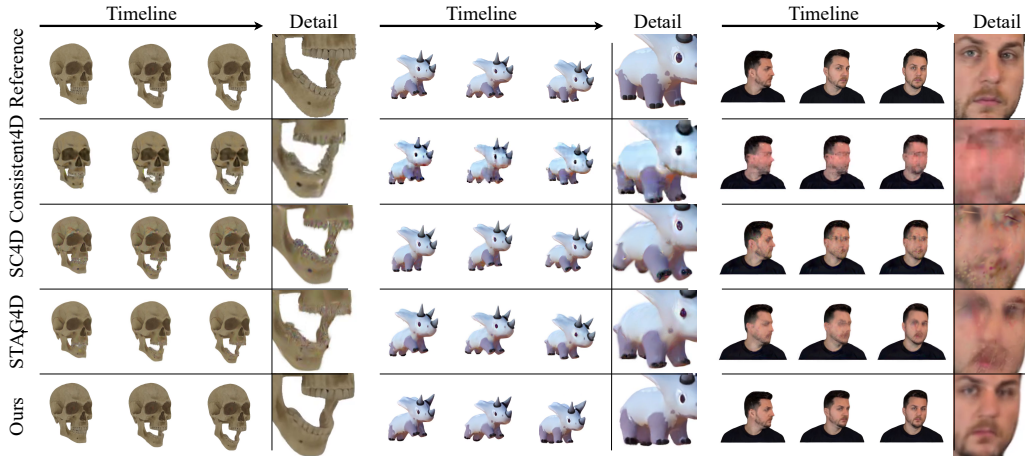 Timeline
Detail
Timeline
Detail
Timeline
Detail
Reference
Consistent4D
SC4D
STAG4D
Ours